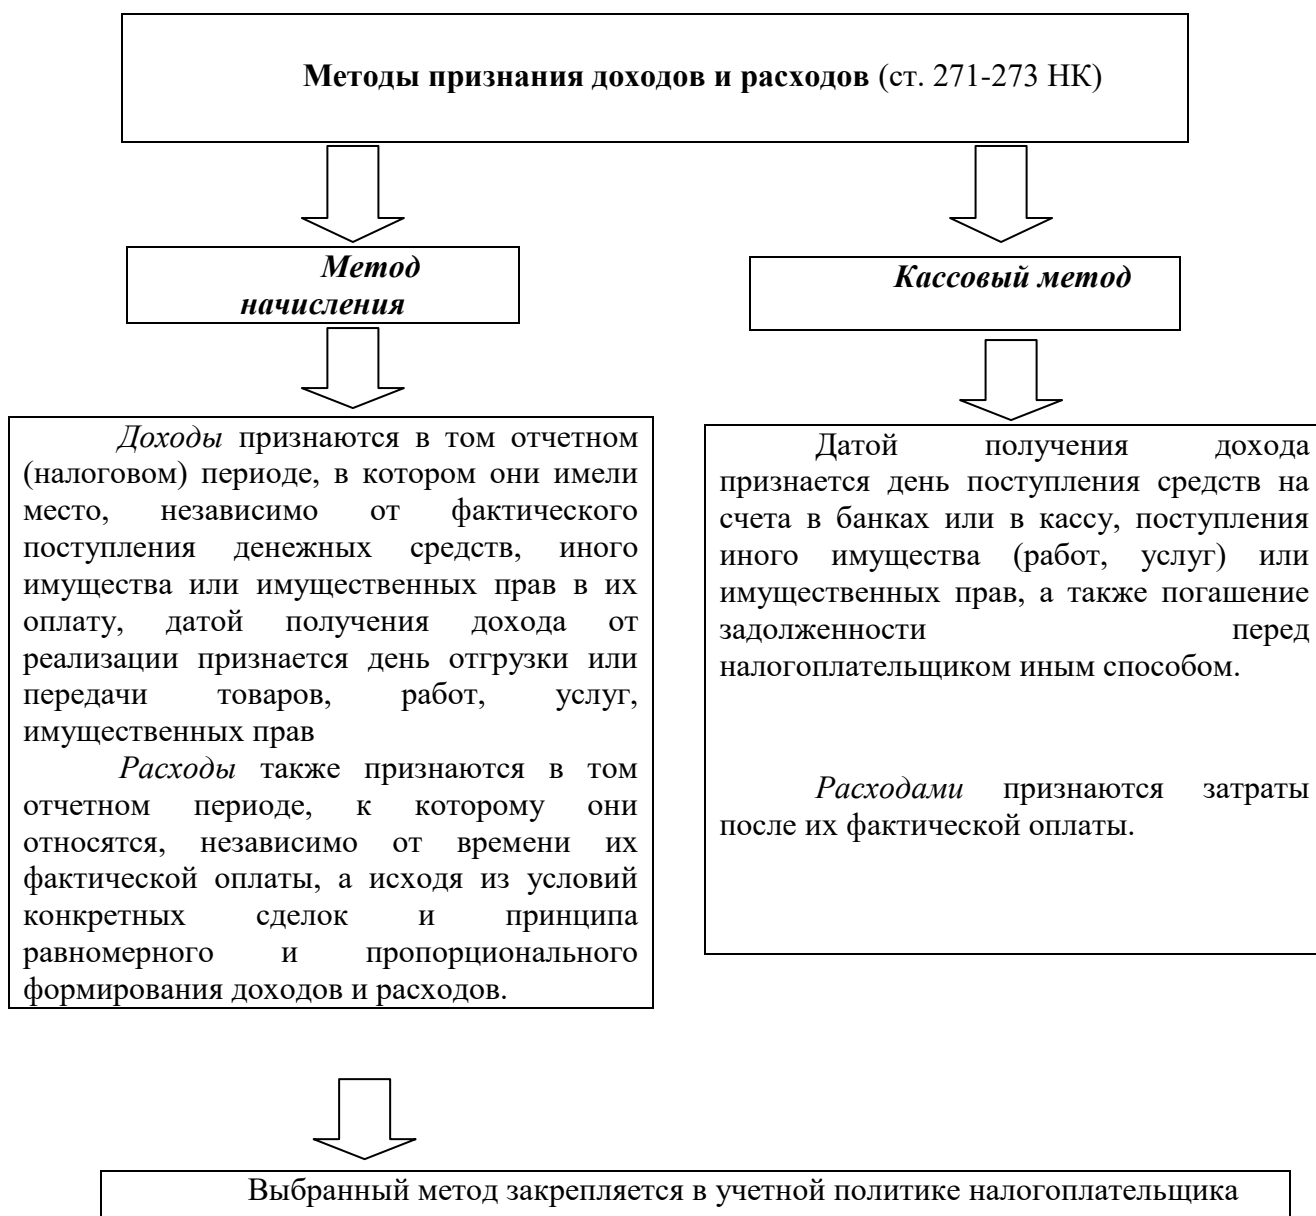 Методы признания доходов и расходов (ст. 271-273 НК)
Метод
начисления
Кассовый метод
Доходы признаются в том отчетном
(налоговом) периоде, в котором они имели
место, независимо от фактического
поступления денежных средств, иного
имущества или имущественных прав в их
оплату, датой получения дохода от
реализации признается день отгрузки или
передачи товаров, работ, услуг,
имущественных прав
Расходы также признаются в том
отчетном периоде, к которому они
относятся, независимо от времени их
фактической оплаты, а исходя из условий
конкретных сделок и принципа
равномерного и пропорционального
формирования доходов и расходов.
Датой получения дохода
признается день поступления средств на
счета в банках или в кассу, поступления
иного имущества (работ, услуг) или
имущественных прав, а также погашение
задолженности перед
налогоплательщиком иным способом.
Расходами признаются затраты
после их фактической оплаты.
Выбранный метод закрепляется в учетной политике налогоплательщика